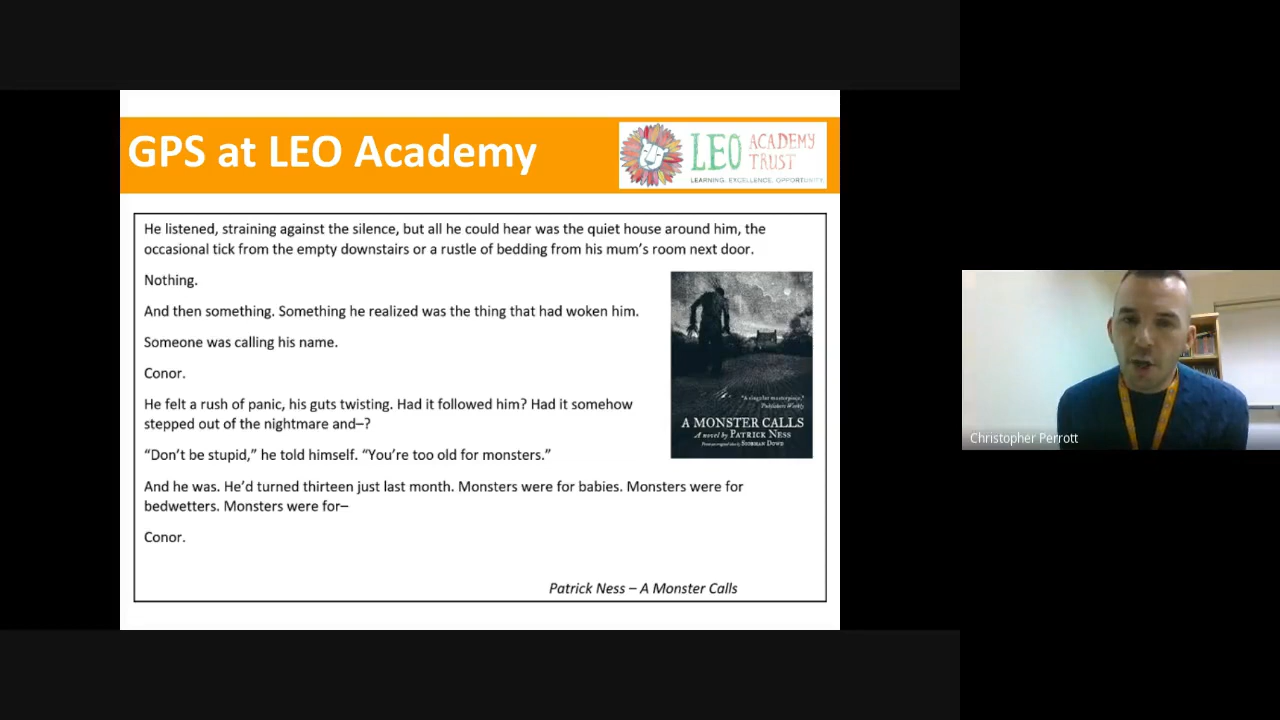 GPS at LEO Academy
LEO ACADEMY
TRUST
LEARNING, EXCELLENCE, OPPORTUNITY
He listened, straining against the silence, but all he could hear was the quiet house around him, the
occasional tick from the empty downstairs or a rustle of bedding from his mum's room next door.
Nothing.
And then something. Something he realized was the thing that had woken him.
Someone was calling his name.
Conor.
He felt a rush of panic, his guts twisting. Had it followed him? Had it somehow
stepped out of the nightmare and–?
“Don't be stupid,” he told himself. “You're too old for monsters.”
And he was. He'd turned thirteen just last month. Monsters were for babies. Monsters were for
bedwetters. Monsters were for–
Conor.
Patrick Ness – A Monster Calls
"A singular masterpiece."
Publishers Weekly
A MONSTER CALLS
A novel by PATRICK NESS
From an original idea by SIOBHAN DOWD
Christopher Perrott